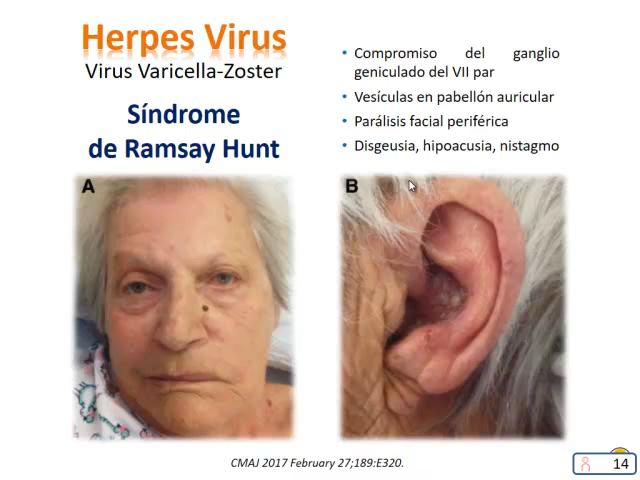 Herpes Virus
Virus Varicella-Zoster
Síndrome
de Ramsay Hunt
• Compromiso del ganglio
geniculado del VII par
• Vesículas en pabellón auricular
• Parálisis facial periférica
• Disgeusia, hipoacusia, nistagmo
A
B
CMAJ 2017 February 27;189:E320.
14